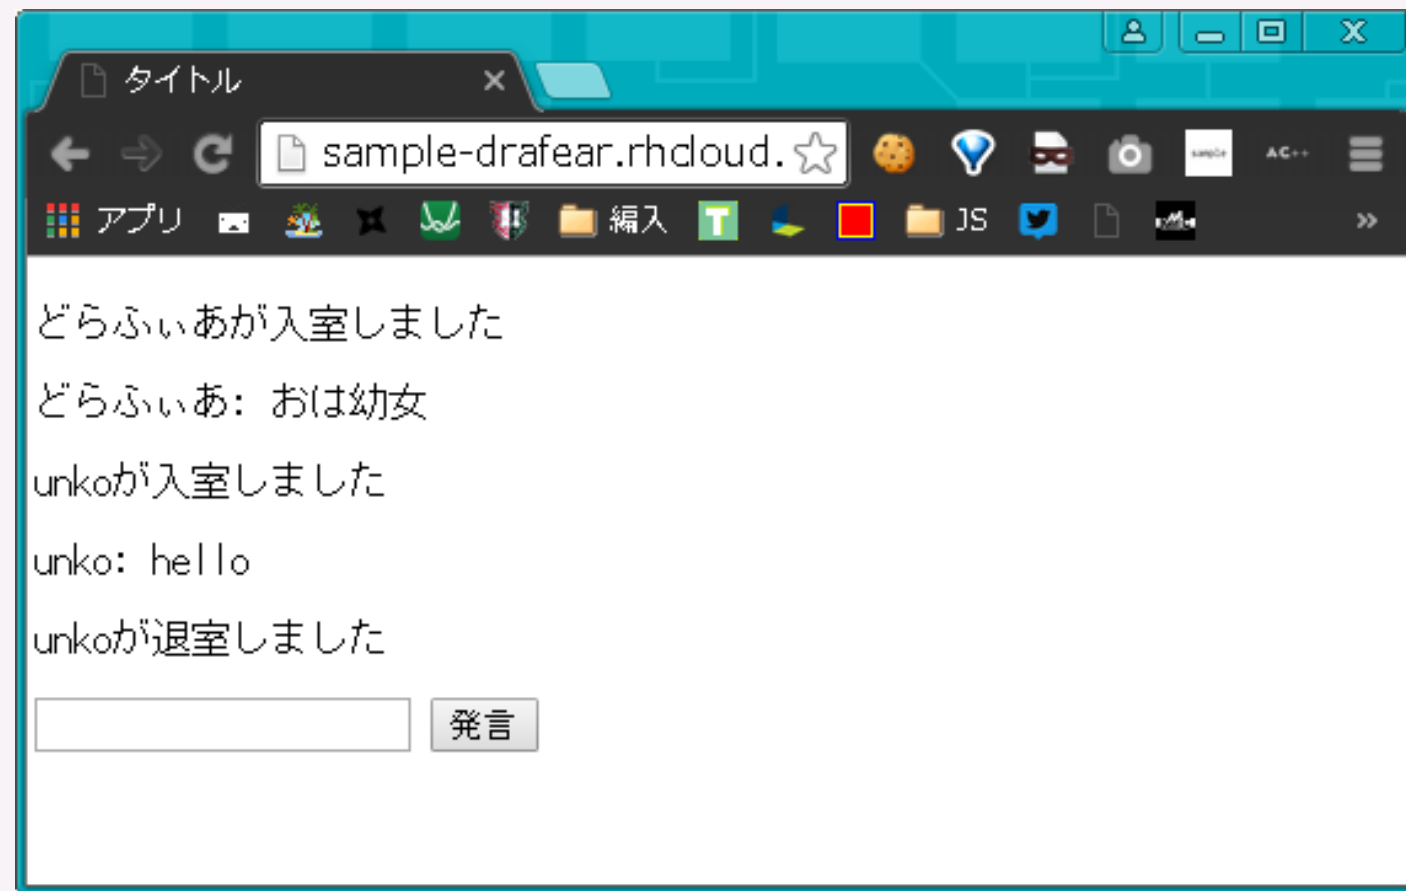 タイトル
sample-drafear.rhcloud.
sample
AC++
アプリ
編入
T
JS
»
どらふぃあが入室しました
どらふぃあ: おは幼女
unkoが入室しました
unko: hello
unkoが退室しました
発言